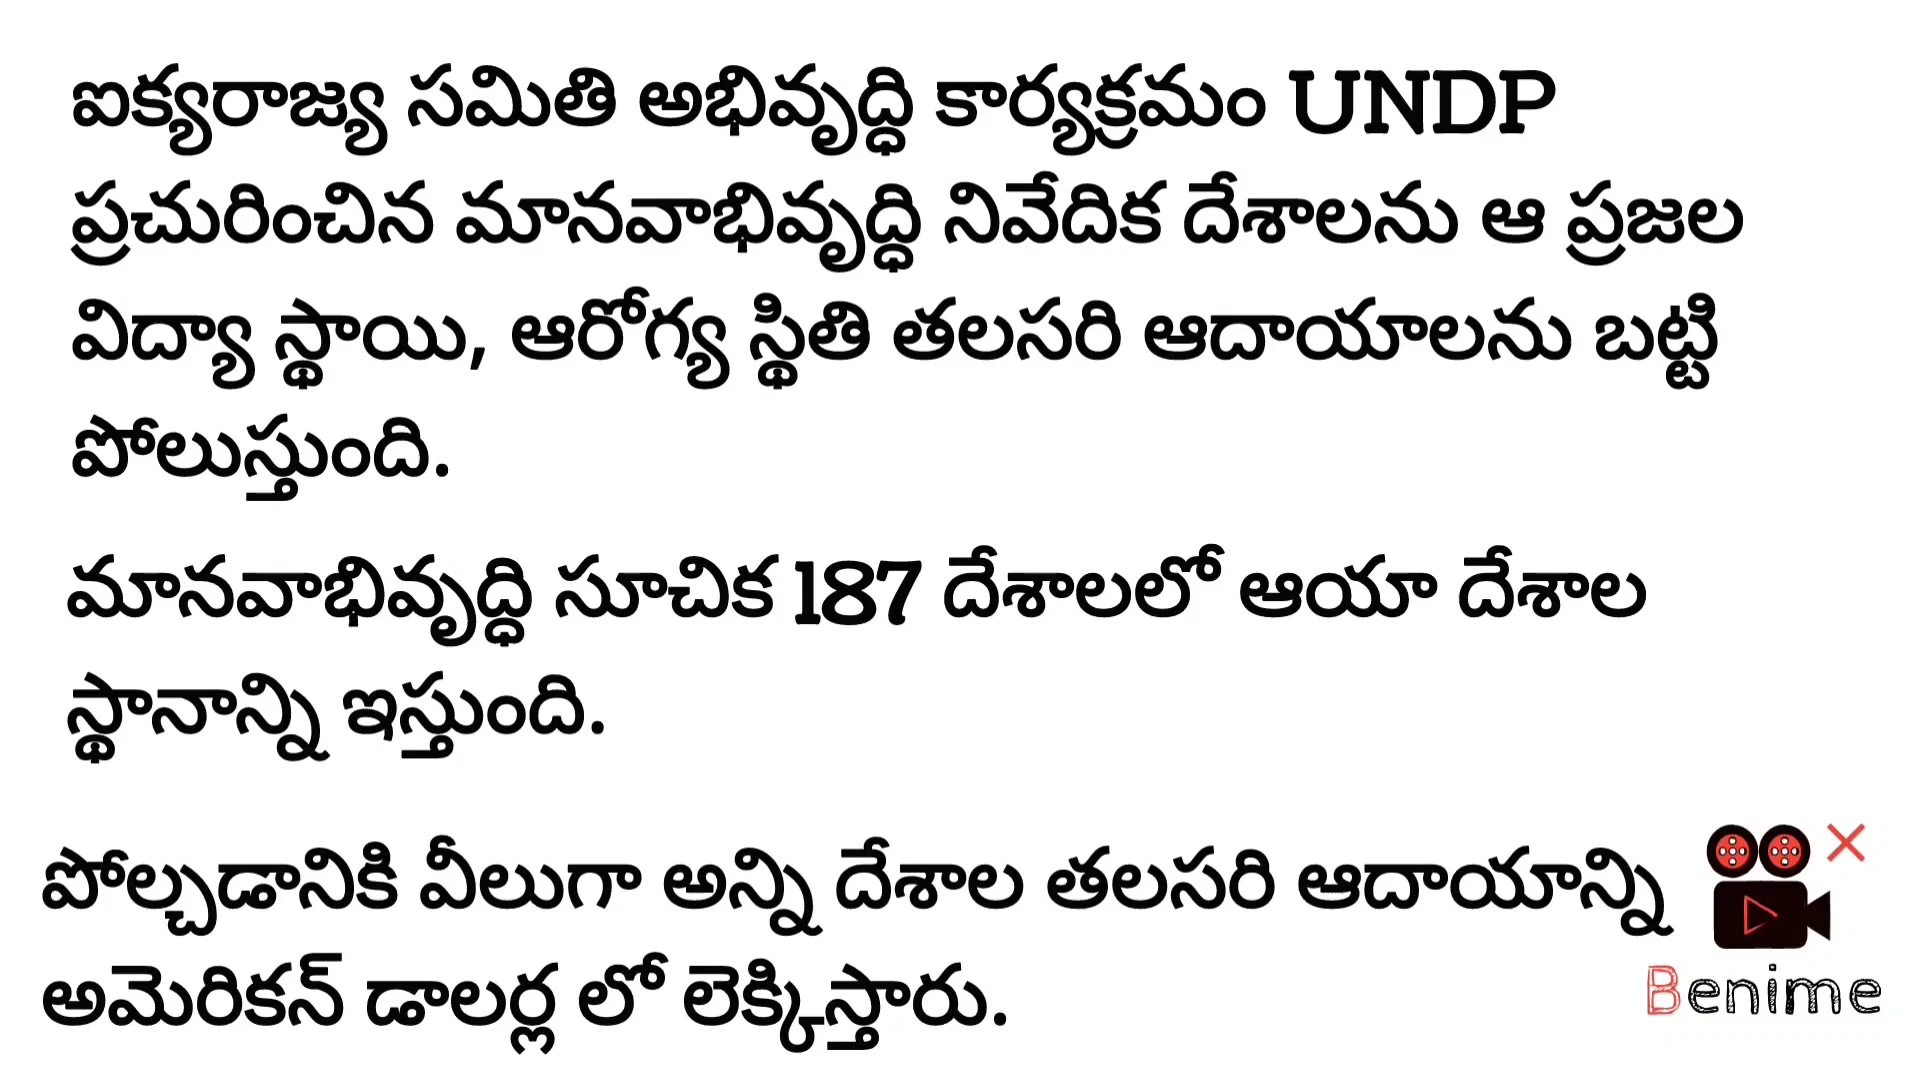 ఐక్యరాజ్య సమితి అభివృద్ధి కార్యక్రమం UNDP
ప్రచురించిన మానవాభివృద్ధి నివేదిక దేశాలను ఆ ప్రజల
విద్యా స్థాయి, ఆరోగ్య స్థితి తలసరి ఆదాయాలను బట్టి
పోలుస్తుంది.
మానవాభివృద్ధి సూచిక 187 దేశాలలో ఆయా దేశాల
స్థానాన్ని ఇస్తుంది.
పోల్చడానికి వీలుగా అన్ని దేశాల తలసరి ఆదాయాన్ని
అమెరికన్ డాలర్ల లో లెక్కిస్తారు.
Benime